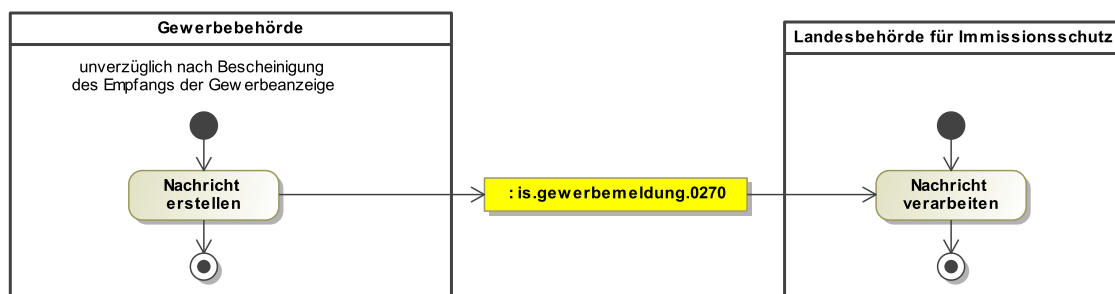 Gewerbebehörde
unverzüglich nach Bescheinigung
des Empfangs der Gewerbeanzeige
Nachricht
erstellen
: is.gewerbemeldung.0270
Landesbehörde für Immissionsschutz
Nachricht
verarbeiten